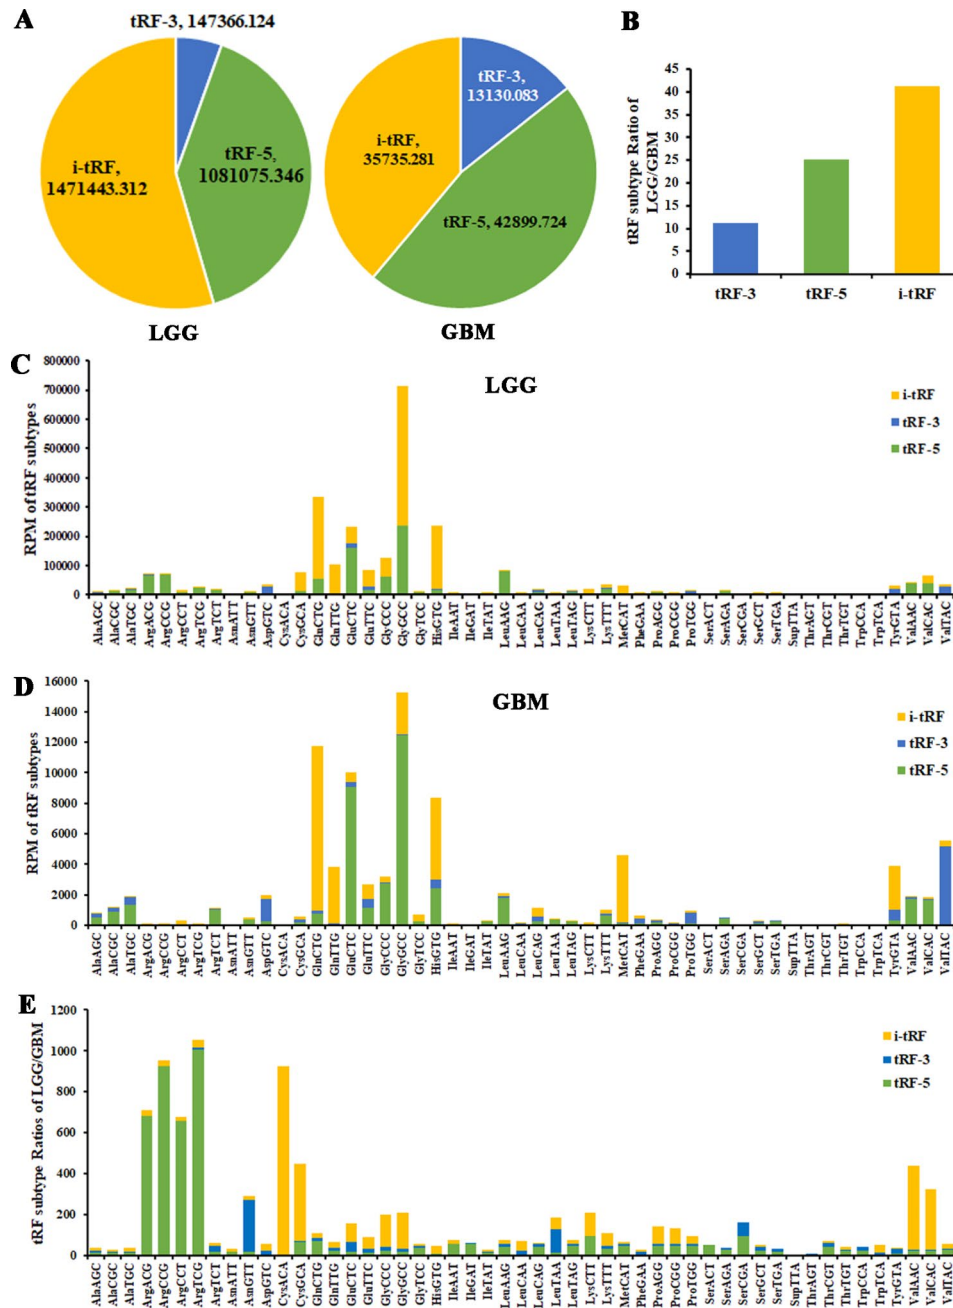 A
tRF-3, 147366.124
i-tRF,
1471443.312
tRF-5,
1081075.346
LGG
tRF-3,
13130.083
i-tRF,
35735.281
tRF-5, 42899.724
GBM
B
tRF subtype Ratio of
LGG/GBM
45
40
35
30
25
20
15
10
5
0
tRF-3 tRF-5 i-tRF
C
LGG
RPM of tRF subtypes
800000
700000
600000
500000
400000
300000
200000
100000
0
i-tRF
tRF-3
tRF-5
AlaAGC AlaCGC AlaTGC ArgACG ArgCCG ArgCCT ArgTCG ArgTCT AsnATT AsnGTT AspGTC CysACA CysGCA GlnCTG GlnTTG GluCTC GluTTC GlyCCC GlyGCC GlyTCC HisGTG IleAAT IleGAT IleTAT LeuAAG LeuCAA LeuCAG LeuTAA LeuTAG LysCTT LysTTT MetCAT PheGAA ProAGG ProCGG ProTGG SerACT SerAGA SerCGA SerGCT SerTGA SupTTA ThrAGT ThrCGT ThrTGT TrpCCA TrpTCA TyrGTA ValAAC ValCAC ValTAC
D
GBM
RPM of tRF subtypes
16000
14000
12000
10000
8000
6000
4000
2000
0
i-tRF
tRF-3
tRF-5
AlaAGC AlaCGC AlaTGC ArgACG ArgCCG ArgCCT ArgTCG ArgTCT AsnATT AsnGTT AspGTC CysACA CysGCA GlnCTG GlnTTG GluCTC GluTTC GlyCCC GlyGCC GlyTCC HisGTG IleAAT IleGAT IleTAT LeuAAG LeuCAA LeuCAG LeuTAA LeuTAG LysCTT LysTTT MetCAT PheGAA ProAGG ProCGG ProTGG SerACT SerAGA SerCGA SerGCT SerTGA SupTTA ThrAGT ThrCGT ThrTGT TrpCCA TrpTCA TyrGTA ValAAC ValCAC ValTAC
E
tRF subtype Ratios of LGG/GBM
1200
1000
800
600
400
200
0
i-tRF
tRF-3
tRF-5
AlaAGC AlaCGC AlaTGC ArgACG ArgCCG ArgCCT ArgTCG ArgTCT AsnATT AsnGTT AspGTC CysACA CysGCA GlnCTG GlnTTG GluCTC GluTTC GlyCCC GlyGCC GlyTCC HisGTG IleAAT IleGAT IleTAT LeuAAG LeuCAA LeuCAG LeuTAA LeuTAG LysCTT LysTTT MetCAT PheGAA ProAGG ProCGG ProTGG SerACT SerAGA SerCGA SerGCT SerTGA SupTTA ThrAGT ThrCGT ThrTGT TrpCCA TrpTCA TyrGTA ValAAC ValCAC ValTAC